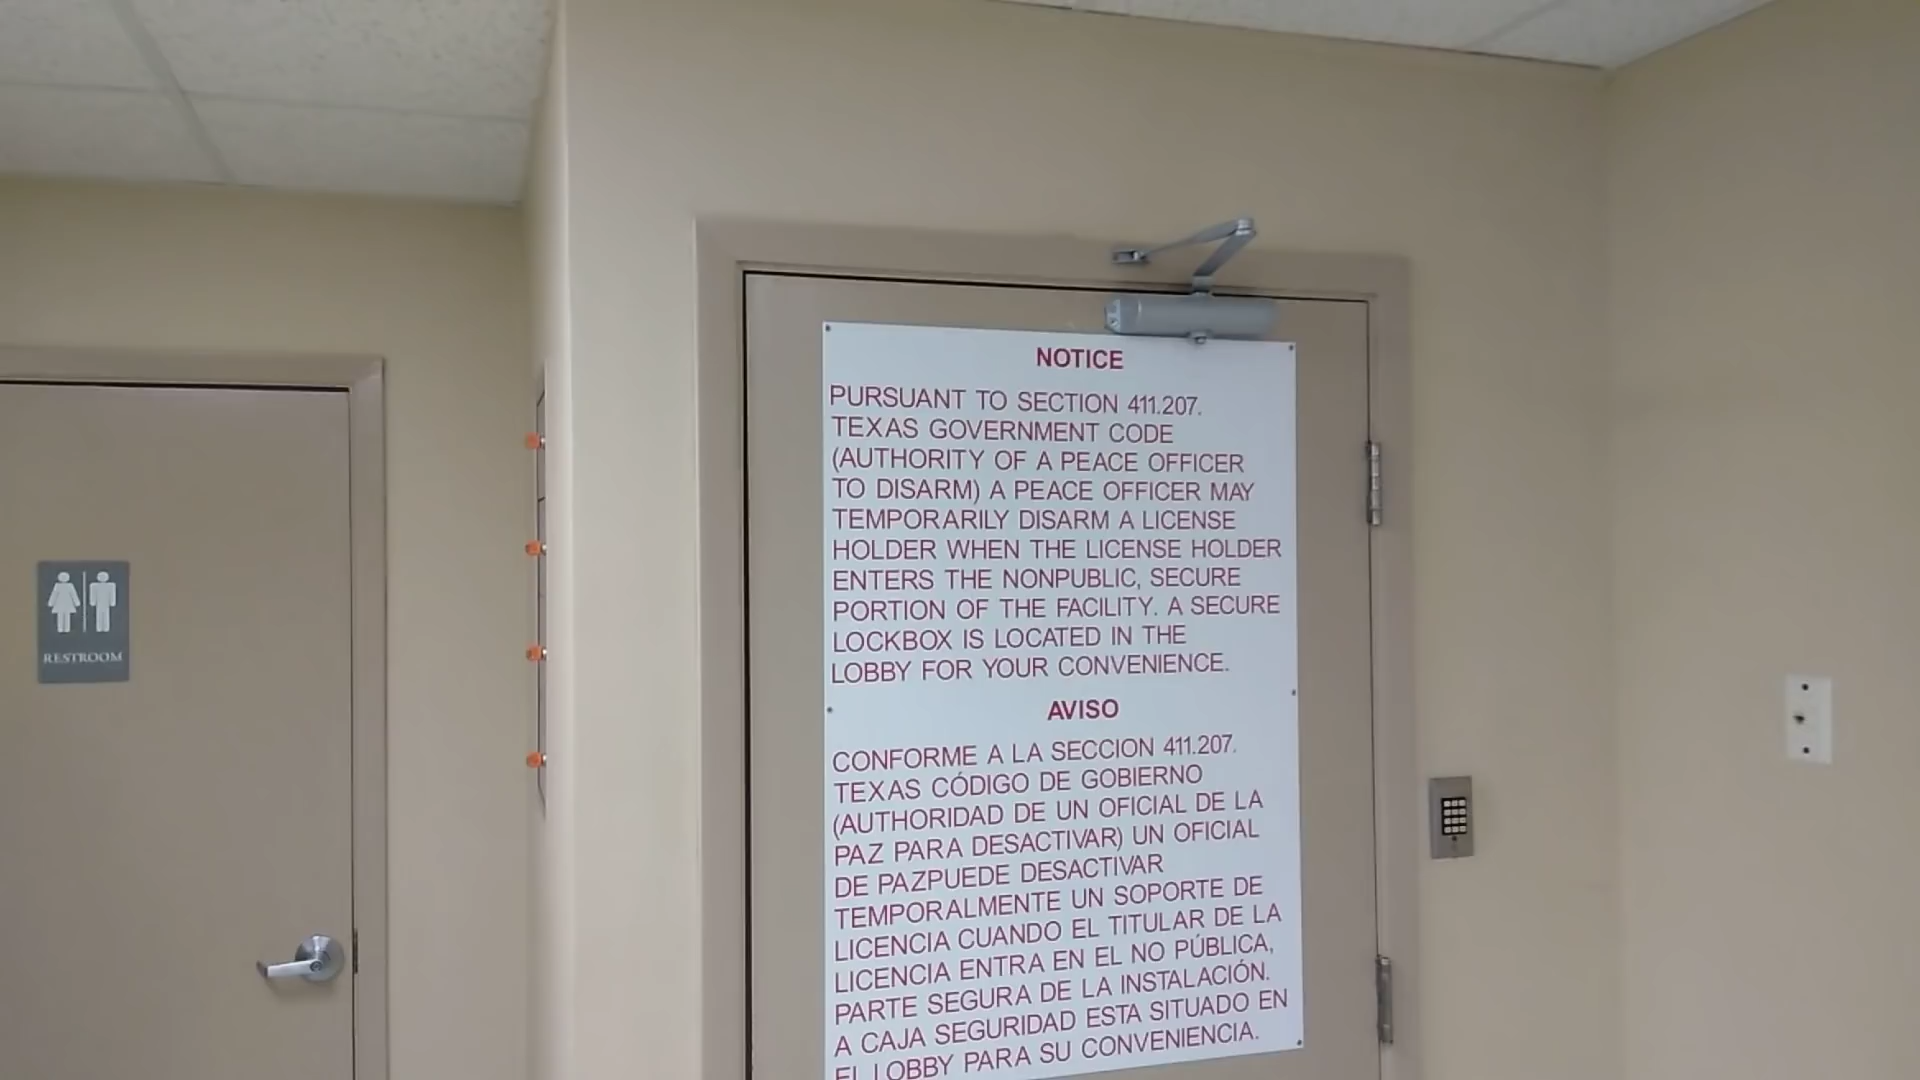 NOTICE
PURSUANT TO SECTION 411.207.
TEXAS GOVERNMENT CODE
(AUTHORITY OF A PEACE OFFICER
TO DISARM) A PEACE OFFICER MAY
TEMPORARILY DISARM A LICENSE
HOLDER WHEN THE LICENSE HOLDER
ENTERS THE NONPUBLIC, SECURE
PORTION OF THE FACILITY. A SECURE
LOCKBOX IS LOCATED IN THE
LOBBY FOR YOUR CONVENIENCE.
AVISO
CONFORME A LA SECCION 411.207.
TEXAS CÓDIGO DE GOBIERNO
(AUTHORIDAD DE UN OFICIAL DE LA
PAZ PARA DESACTIVAR) UN OFICIAL
DE PAZPUEDE DESACTIVAR
TEMPORALMENTE UN SOPORTE DE
LICENCIA CUANDO EL TITULAR DE LA
LICENCIA ENTRA EN EL NO PÚBLICA,
PARTE SEGURA DE LA INSTALACIÓN.
A CAJA SEGURIDAD ESTA SITUADO EN
EL LOBBY PARA SU CONVENIENCIA.
RESTROOM